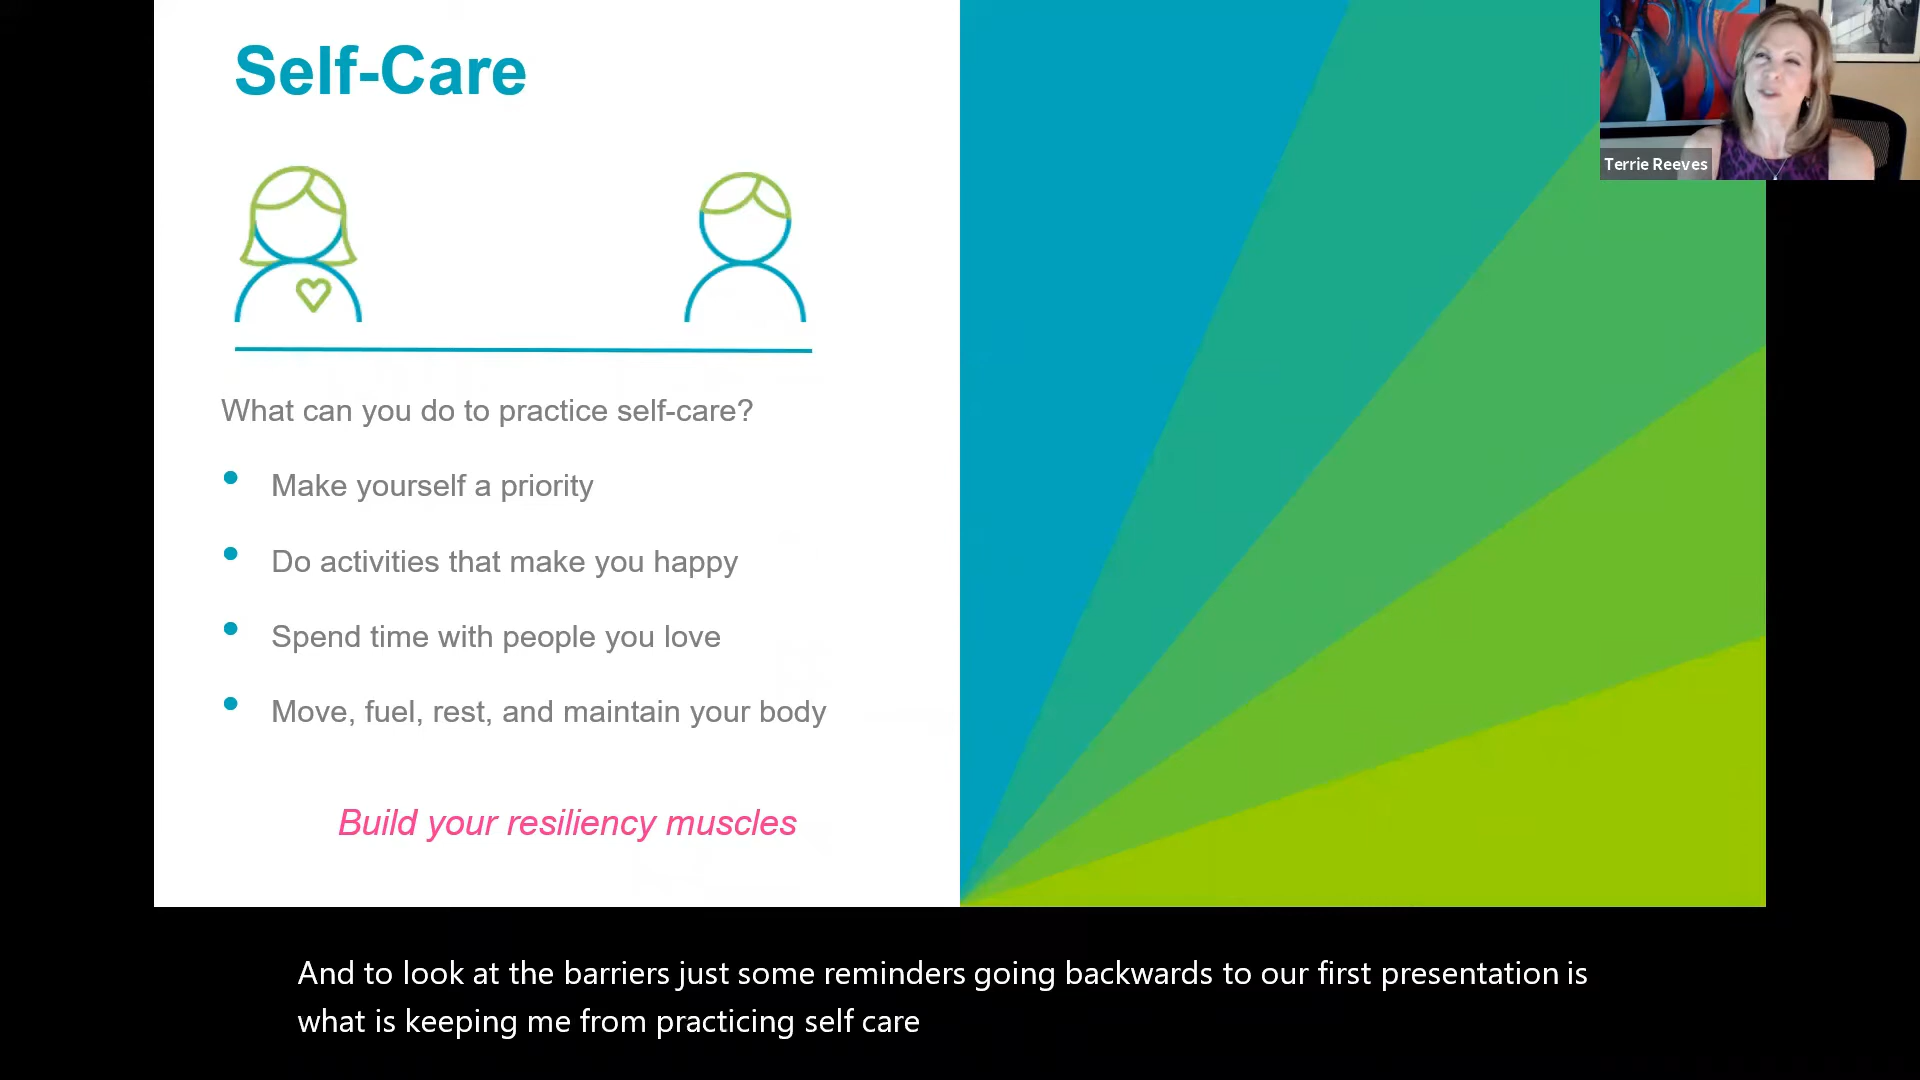 Self-Care
Terrie Reeves
What can you do to practice self-care?
• Make yourself a priority
• Do activities that make you happy
• Spend time with people you love
• Move, fuel, rest, and maintain your body
Build your resiliency muscles
And to look at the barriers just some reminders going backwards to our first presentation is
what is keeping me from practicing self care